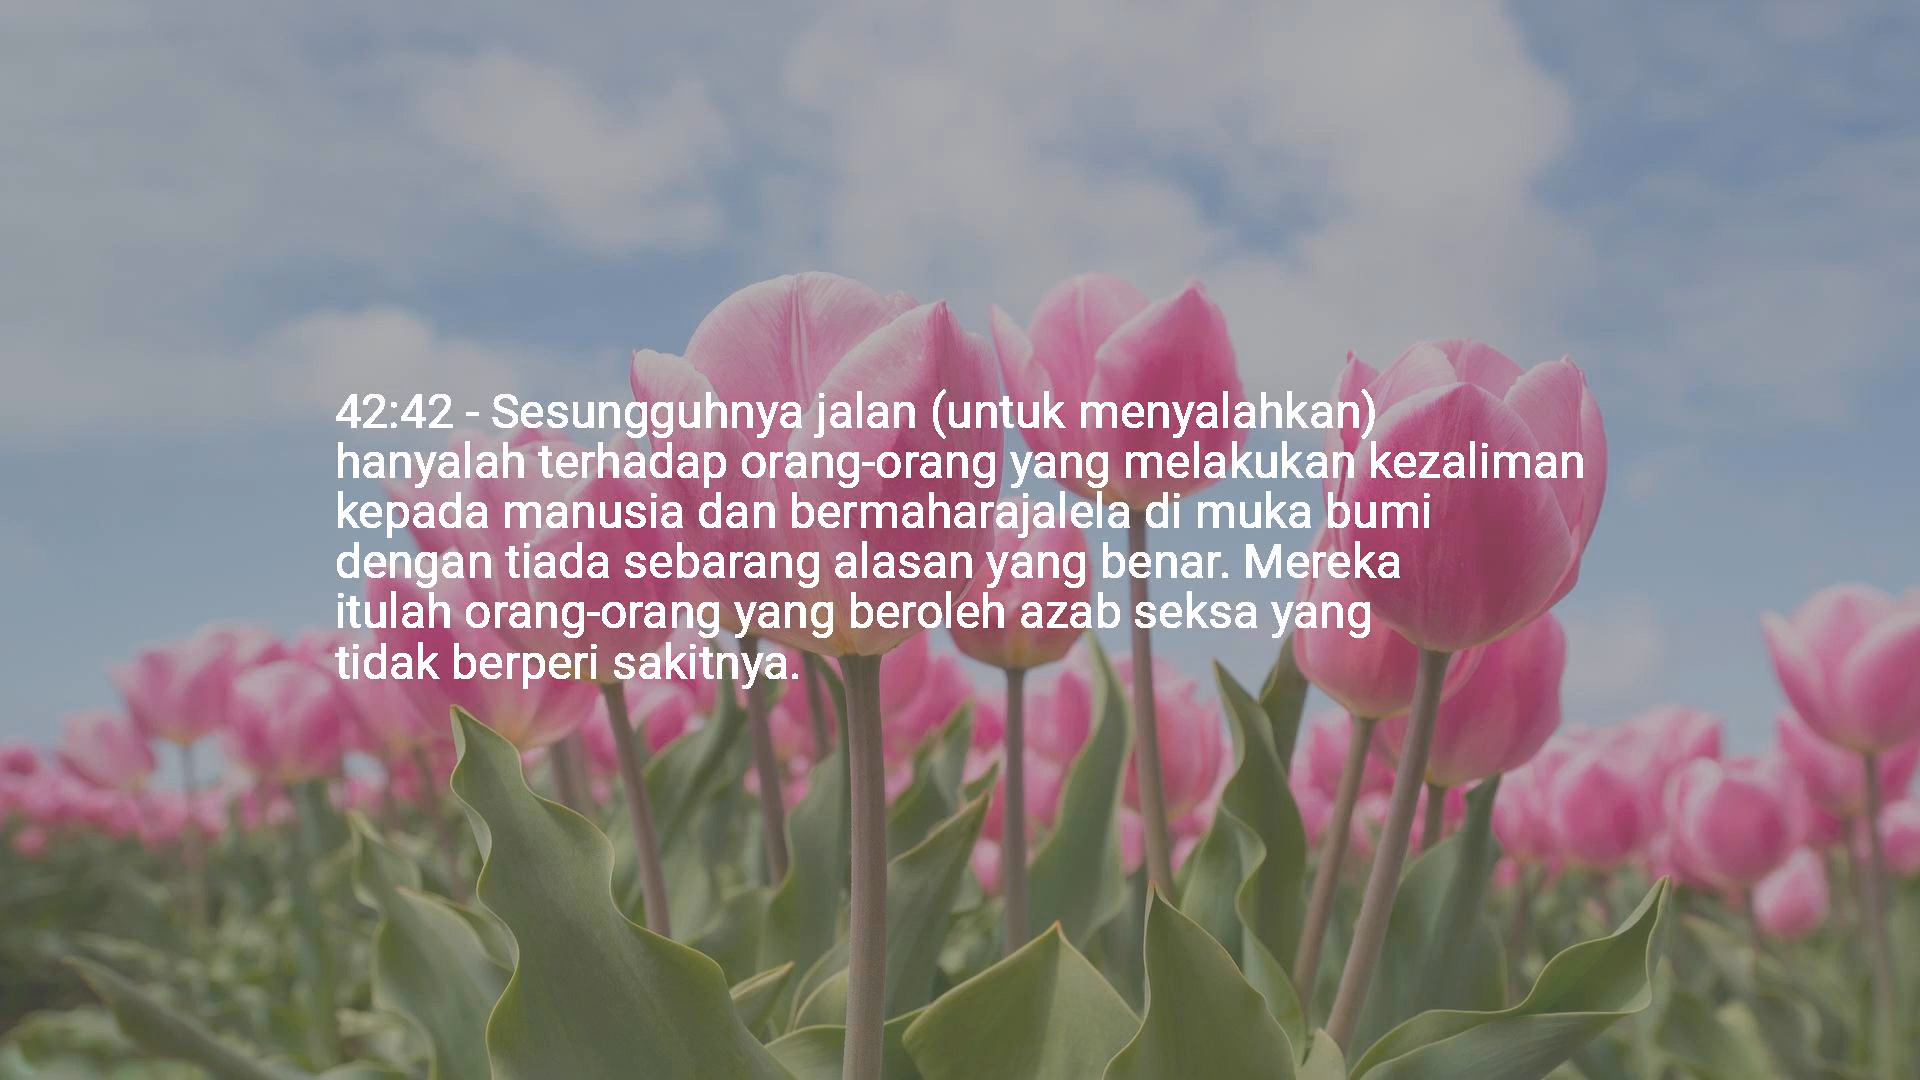 42:42 - Sesungguhnya jalan (untuk menyalahkan)
hanyalah terhadap orang-orang yang melakukan kezaliman
kepada manusia dan bermaharajalela di muka bumi
dengan tiada sebarang alasan yang benar. Mereka
itulah orang-orang yang beroleh azab seksa yang
tidak berperi sakitnya.